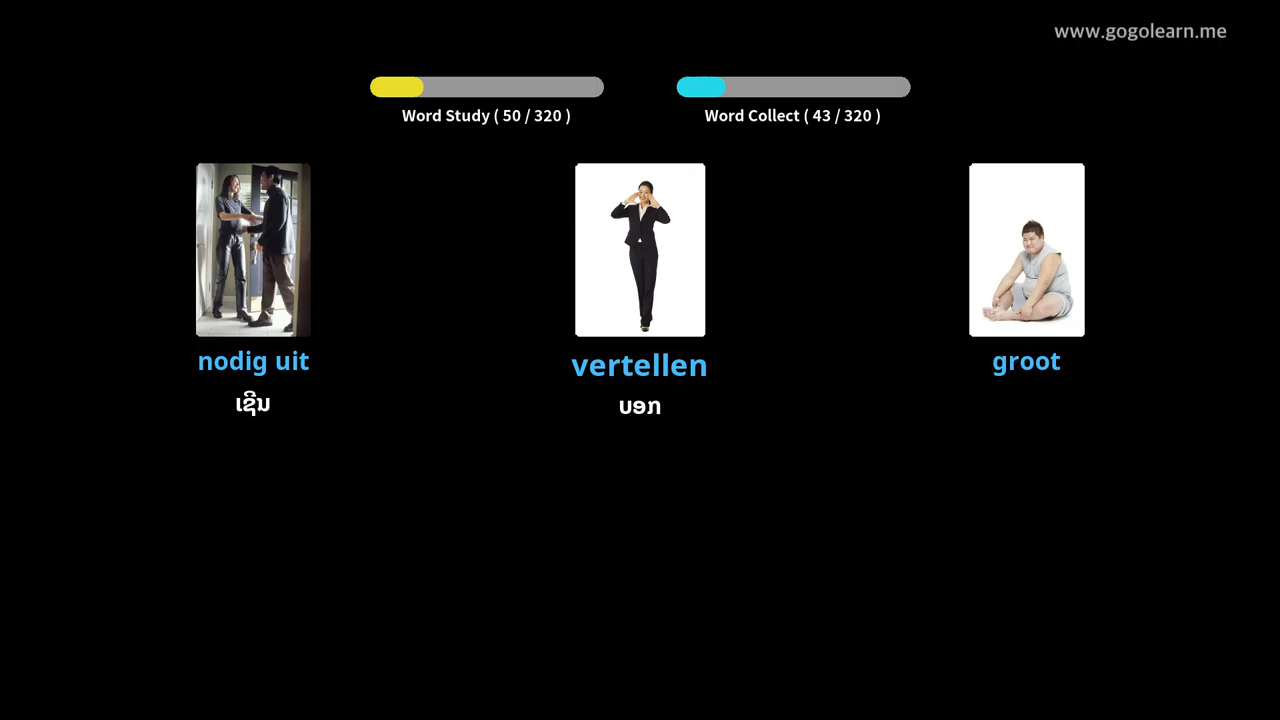 www.gogolearn.me
Word Study ( 50 / 320 )
Word Collect ( 43 / 320 )
nodig uit
ເຊີນ
vertellen
ບອກ
groot